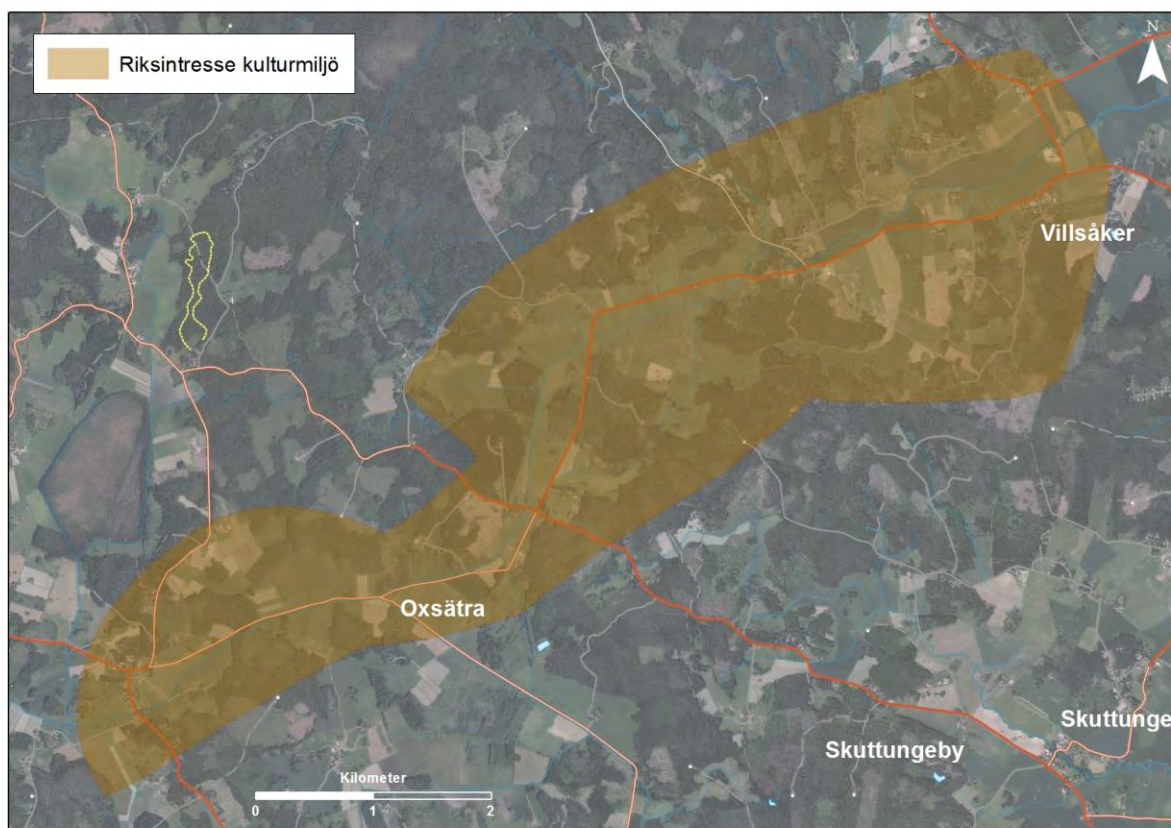 Riksintresse kulturmiljö
N
Villsåker
Oxsätra
Skuttunge
Skuttungeby
Kilometer
0 1 2